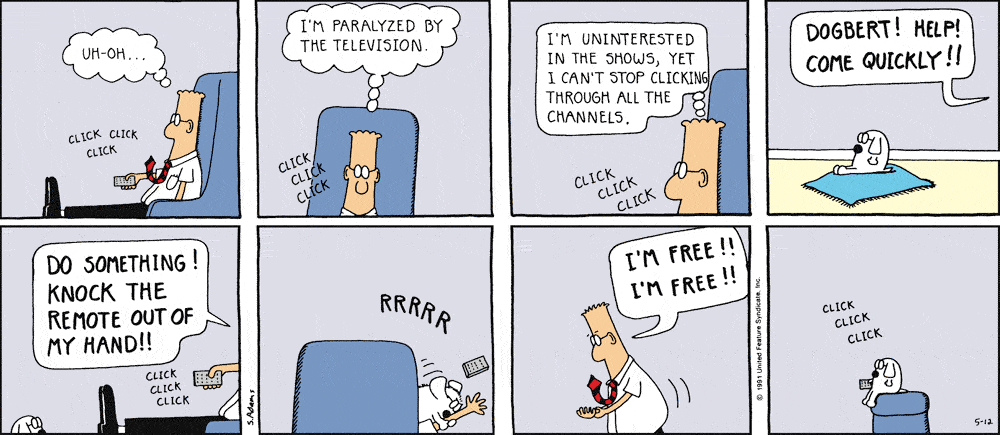 UH-OH...
CLICK CLICK
CLICK
I'M PARALYZED BY
THE TELEVISION.
CLICK
CLICK
CLICK
I'M UNINTERESTED
IN THE SHOWS, YET
I CAN'T STOP CLICKING
THROUGH ALL THE
CHANNELS.
CLICK
CLICK
CLICK
DOGBERT! HELP!
COME QUICKLY!!
DO SOMETHING!
KNOCK THE
REMOTE OUT OF
MY HAND!!
CLICK
CLICK
CLICK
S.Adams
RRRRR
I'M FREE!!
I'M FREE!!
© 1991 United Feature Syndicate, Inc.
CLICK
CLICK
CLICK
5-12